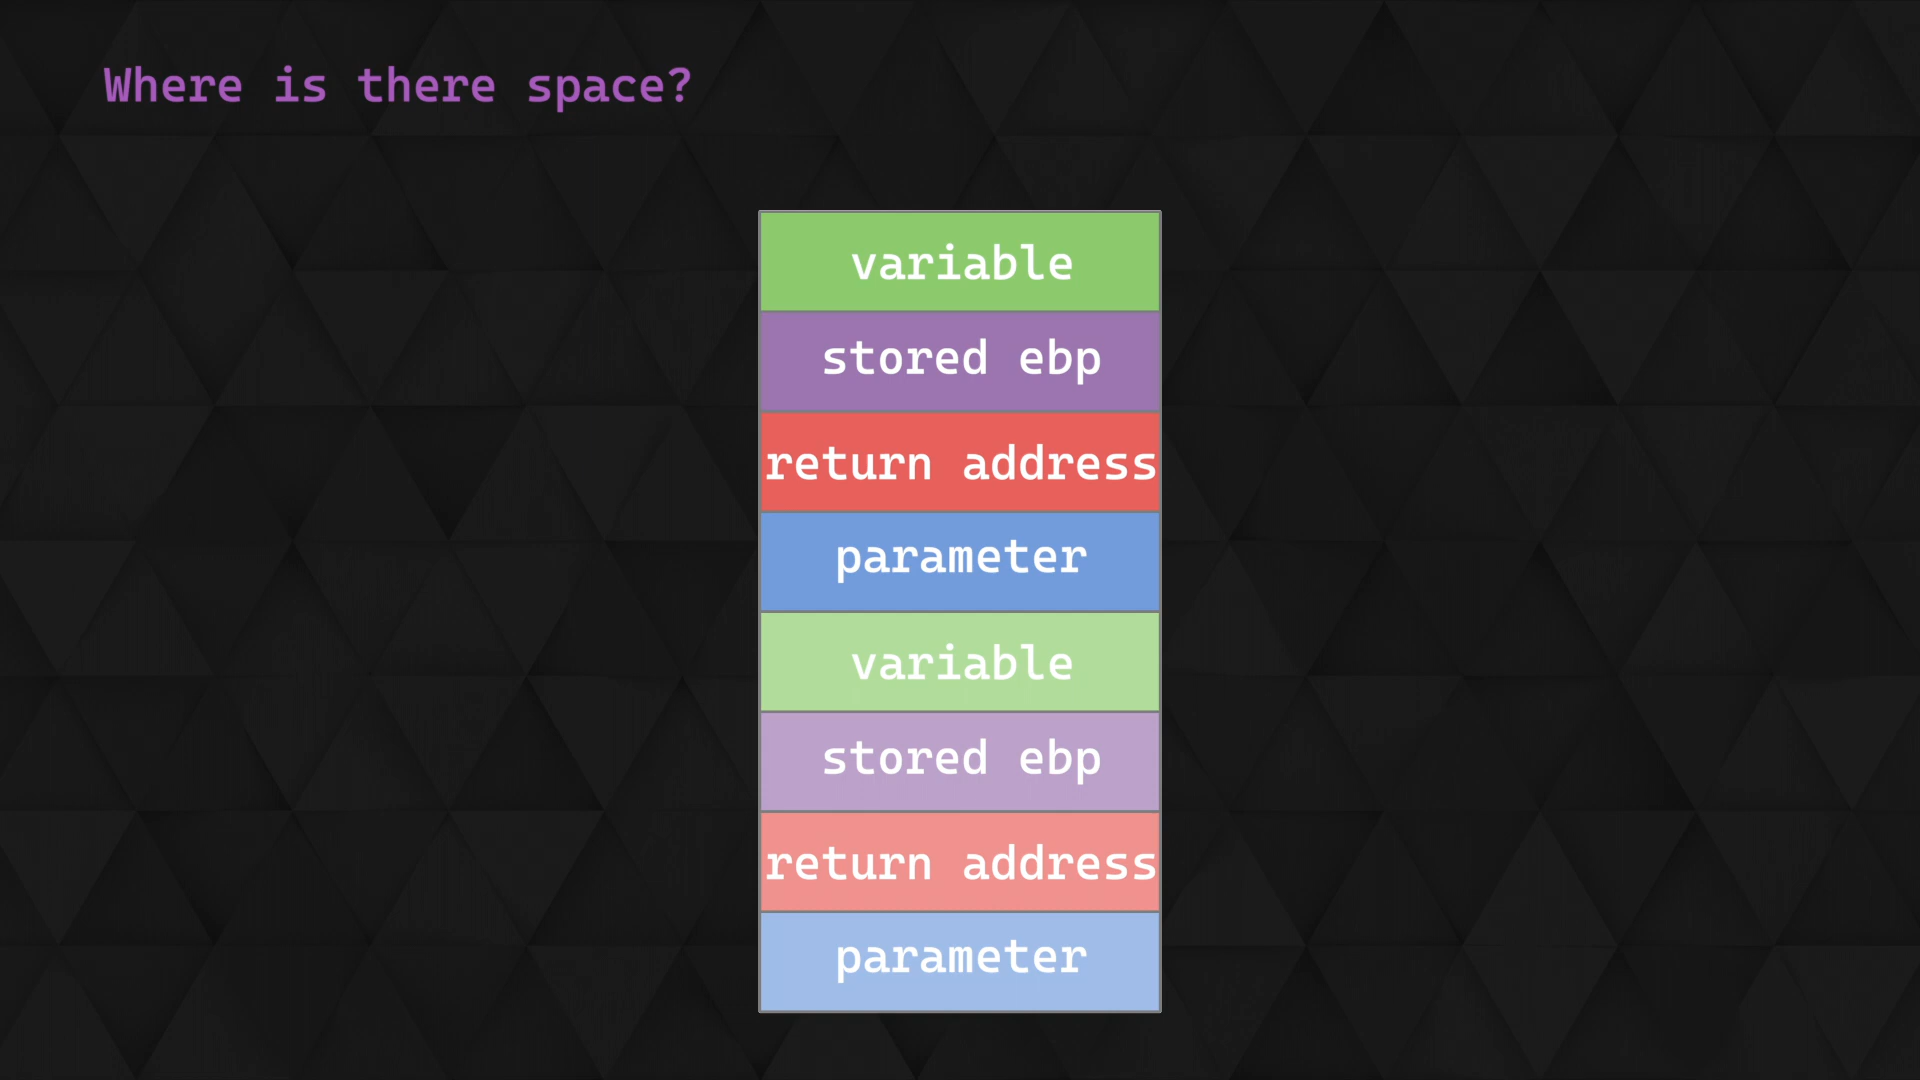 Where is there space?
variable
stored ebp
return address
parameter
variable
stored ebp
return address
parameter